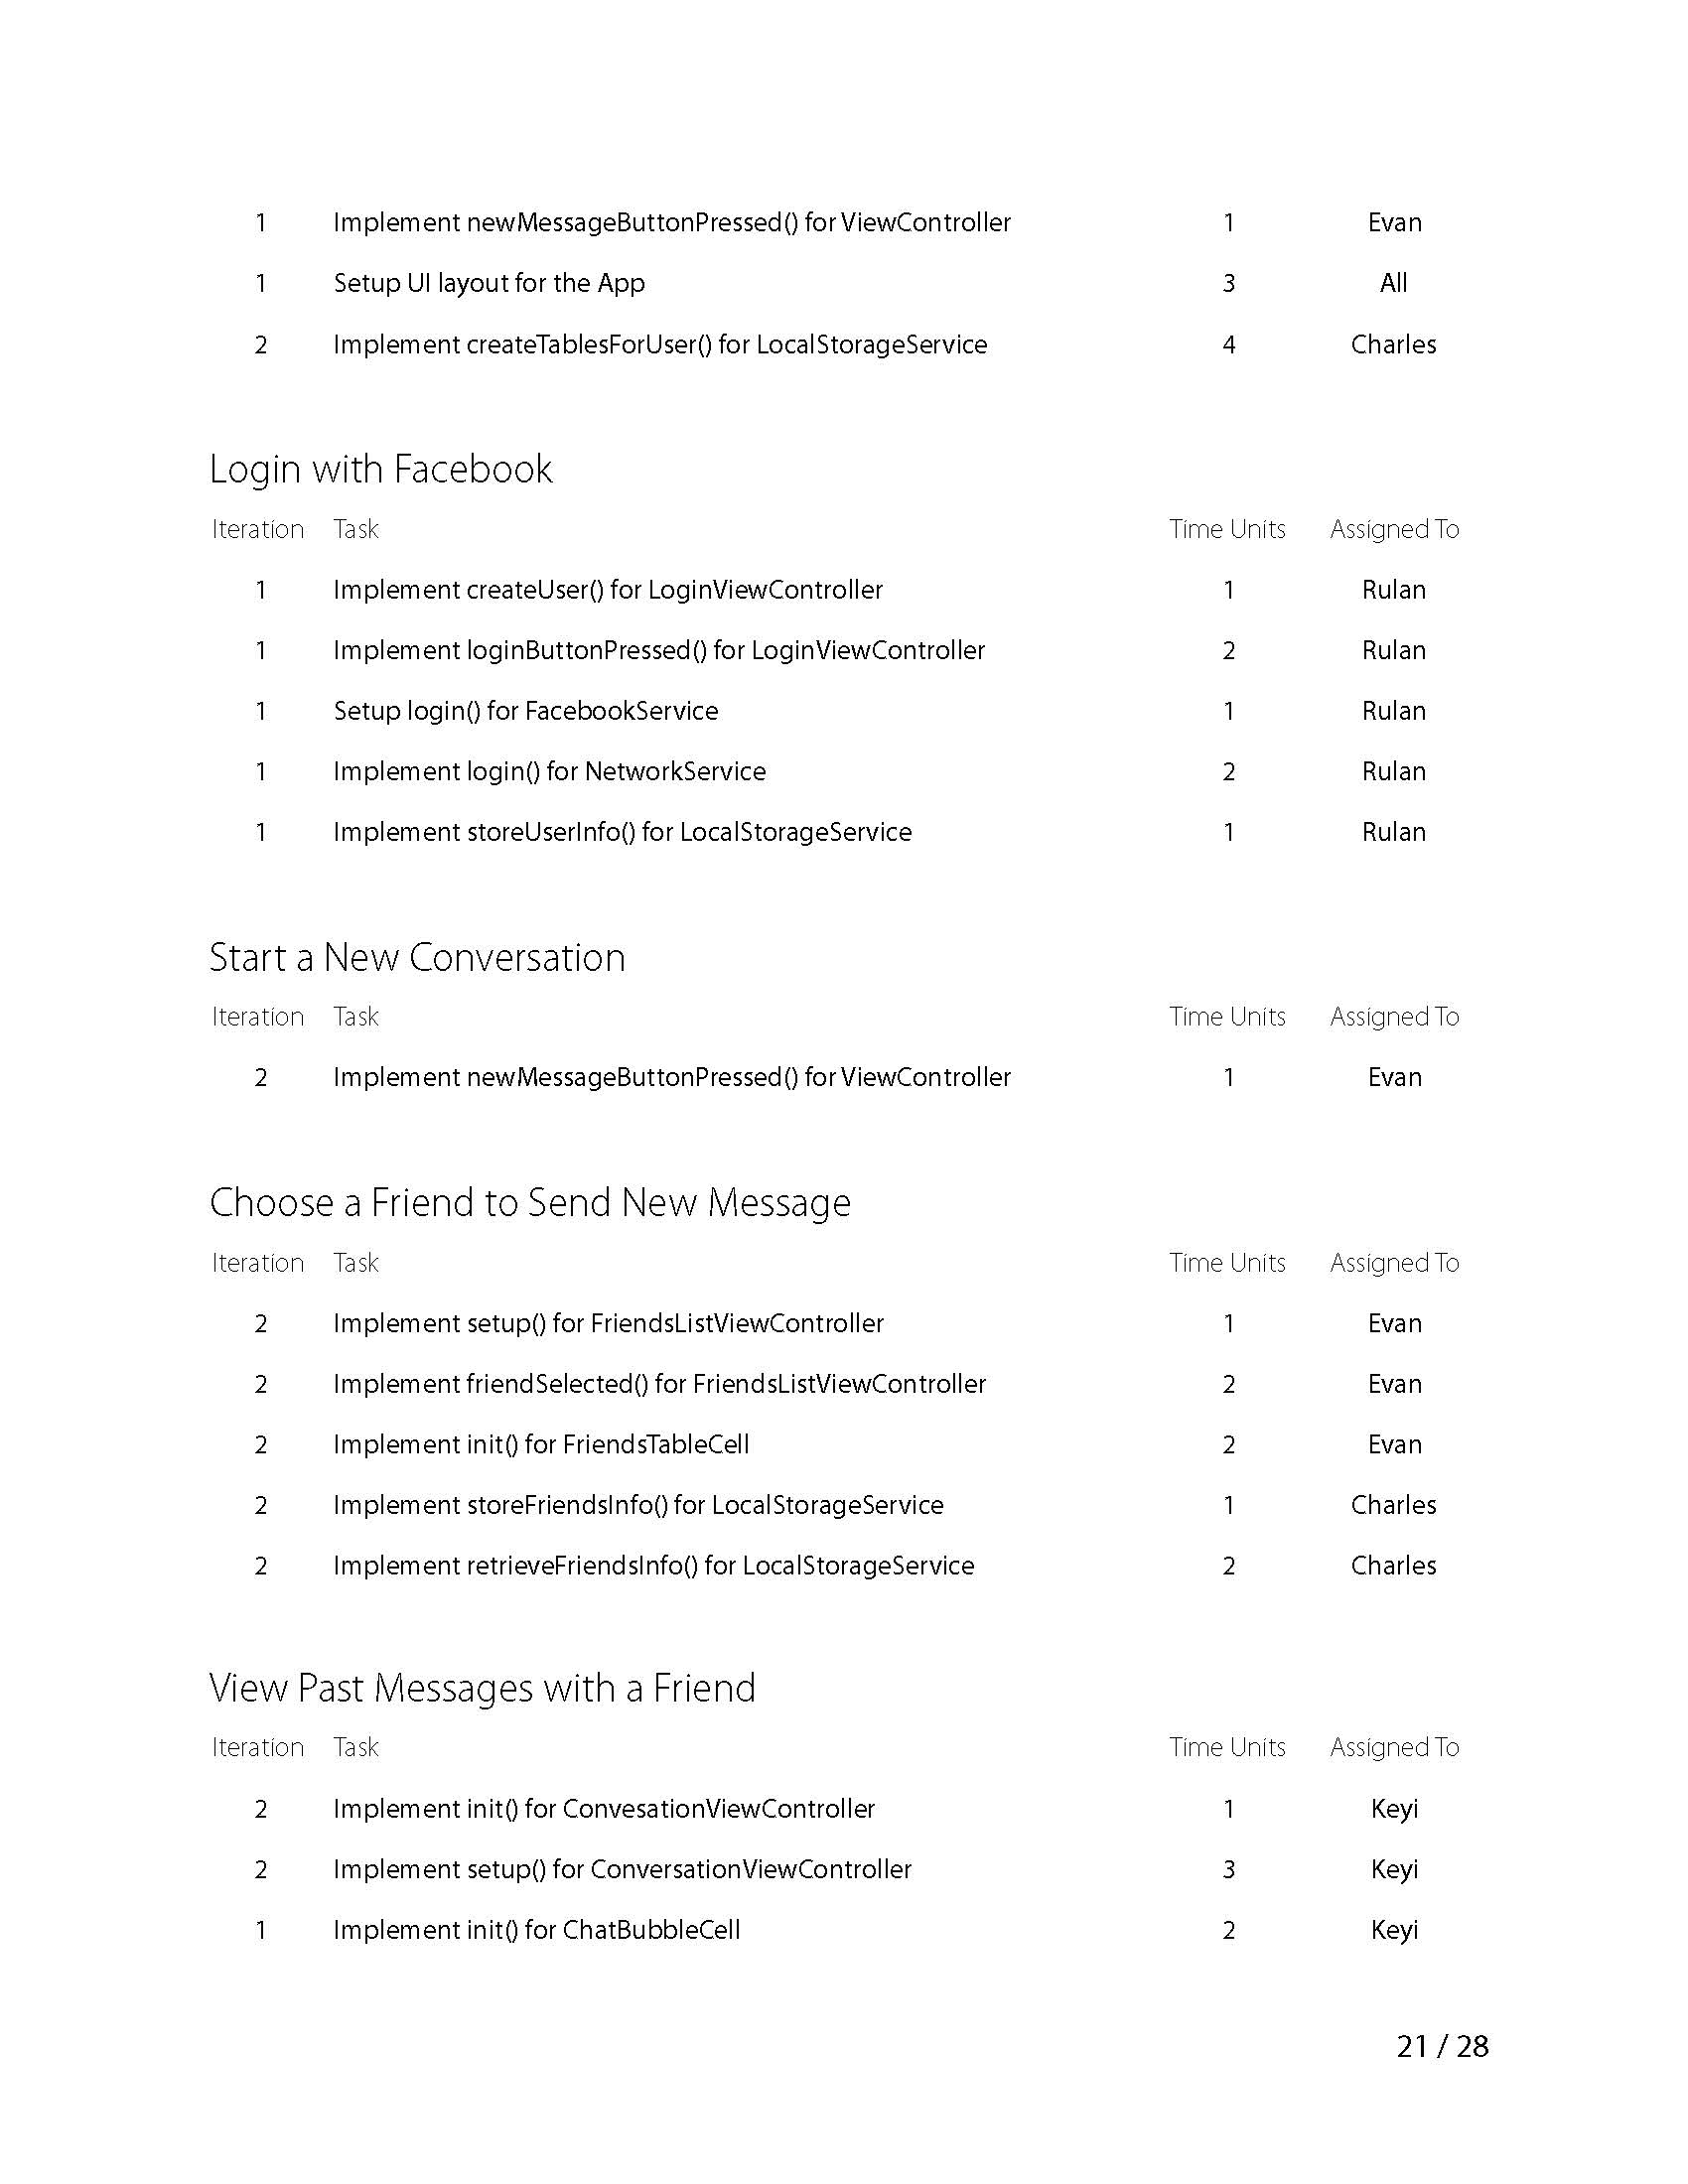 1 Implement newMessageButtonPressed() for ViewController 1 Evan
1 Setup UI layout for the App 3 All
2 Implement createTablesForUser() for LocalStorageService 4 Charles
Login with Facebook
Iteration Task Time Units Assigned To
1 Implement createUser() for LoginViewController 1 Rulan
1 Implement loginButtonPressed() for LoginViewController 2 Rulan
1 Setup login() for FacebookService 1 Rulan
1 Implement login() for NetworkService 2 Rulan
1 Implement storeUserInfo() for LocalStorageService 1 Rulan
Start a New Conversation
Iteration Task Time Units Assigned To
2 Implement newMessageButtonPressed() for ViewController 1 Evan
Choose a Friend to Send New Message
Iteration Task Time Units Assigned To
2 Implement setup() for FriendsListViewController 1 Evan
2 Implement friendSelected() for FriendsListViewController 2 Evan
2 Implement init() for FriendsTableCell 2 Evan
2 Implement storeFriendsInfo() for LocalStorageService 1 Charles
2 Implement retrieveFriendsInfo() for LocalStorageService 2 Charles
View Past Messages with a Friend
Iteration Task Time Units Assigned To
2 Implement init() for ConvesationViewController 1 Keyi
2 Implement setup() for ConversationViewController 3 Keyi
1 Implement init() for ChatBubbleCell 2 Keyi
21 / 28